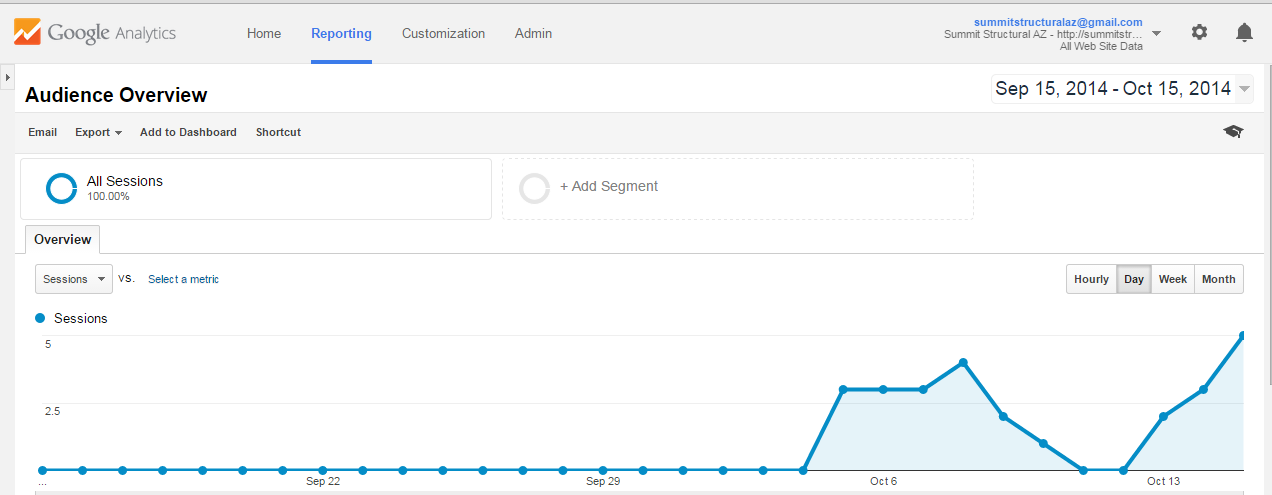 Google Analytics
Home Reporting Customization Admin
summitstructuralaz@gmail.com
Summit Structural AZ - http://summitstr...
All Web Site Data
Audience Overview
Sep 15, 2014 - Oct 15, 2014
Email Export Add to Dashboard Shortcut
All Sessions
100.00%
+ Add Segment
Overview
Sessions vs. Select a metric
Hourly Day Week Month
Sessions
5
2.5
... Sep 22 Sep 29 Oct 6 Oct 13